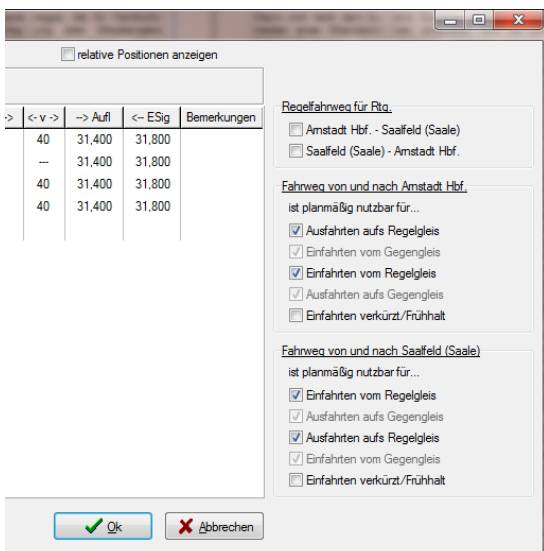 relative Positionen anzeigen
-> <- v -> --> Aufl <-- ESig Bemerkungen
40 31,400 31,800
--- 31,400 31,800
40 31,400 31,800
40 31,400 31,800
Regelfahrweg für Rtg.
Arnstadt Hbf. - Saalfeld (Saale)
Saalfeld (Saale) - Arnstadt Hbf.
Fahrweg von und nach Arnstadt Hbf.
ist planmäßig nutzbar für...
Ausfahrten aufs Regelgleis
Einfahrten vom Gegengleis
Einfahrten vom Regelgleis
Ausfahrten aufs Gegengleis
Einfahrten verkürzt/Frühhalt
Fahrweg von und nach Saalfeld (Saale)
ist planmäßig nutzbar für...
Einfahrten vom Regelgleis
Ausfahrten aufs Gegengleis
Ausfahrten aufs Regelgleis
Einfahrten vom Gegengleis
Einfahrten verkürzt/Frühhalt
Ok Abbrechen